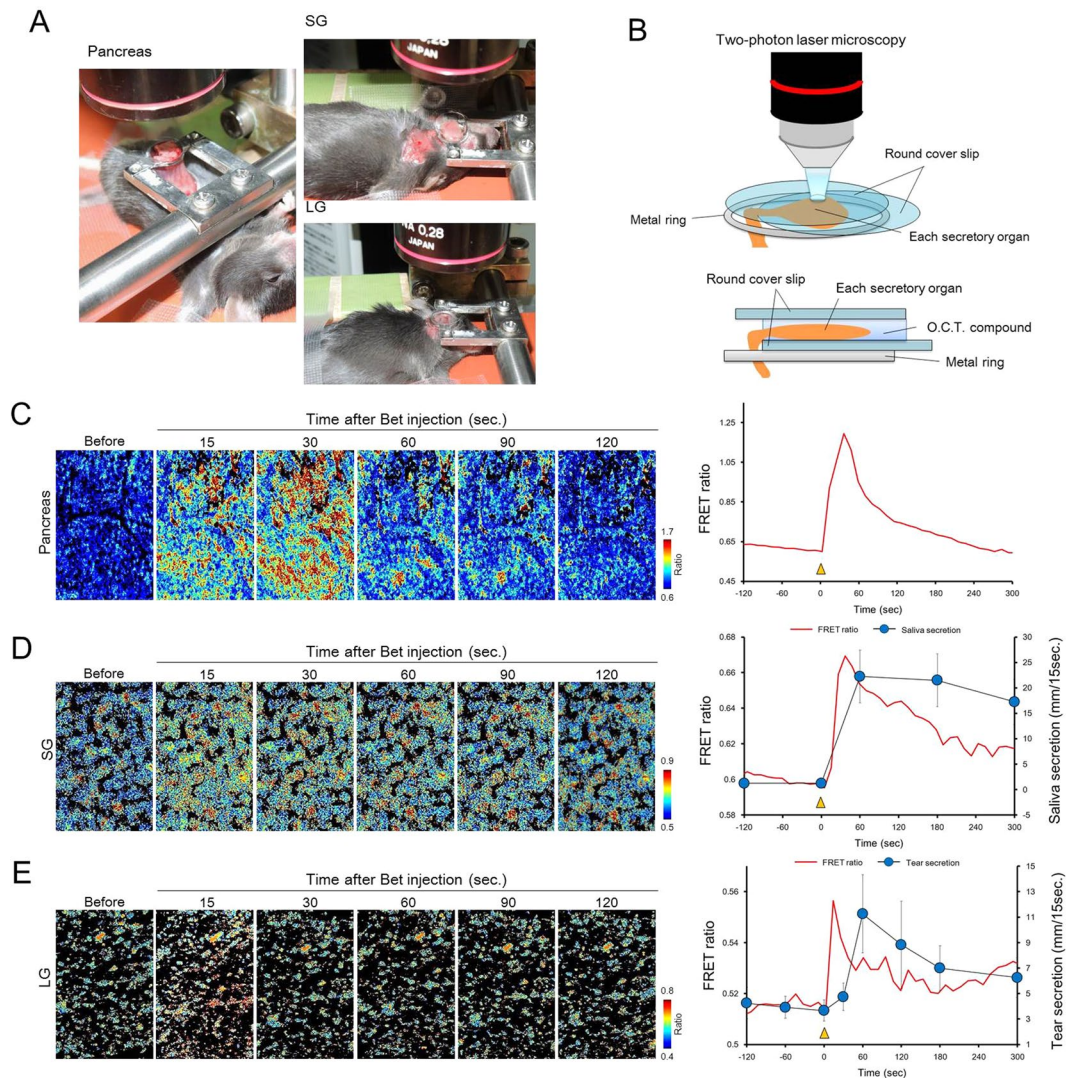 A
Pancreas
SG
0.28
JAPAN
LG
NA 0.28
JAPAN
B
Two-photon laser microscopy
Round cover slip
Metal ring
Each secretory organ
Round cover slip
Each secretory organ
O.C.T. compound
Metal ring
C
Time after Bet injection (sec.)
Before 15 30 60 90 120
Pancreas
1.7
Ratio
0.6
FRET ratio
1.25
1.05
0.85
0.65
0.45
-120 -60 0 60 120 180 240 300
Time (sec)
D
Time after Bet injection (sec.)
Before 15 30 60 90 120
SG
0.9
0.5
FRET ratio Saliva secretion
FRET ratio
0.68
0.66
0.64
0.62
0.6
0.58
30
25
20
15
10
5
0
-5
Saliva secretion (mm/15sec.)
-120 -60 0 60 120 180 240 300
Time (sec)
E
Time after Bet injection (sec.)
Before 15 30 60 90 120
LG
0.8
Ratio
0.4
FRET ratio Tear secretion
FRET ratio
0.56
0.54
0.52
0.5
15
13
11
9
7
5
3
1
Tear secretion (mm/15sec.)
-120 -60 0 60 120 180 240 300
Time (sec)